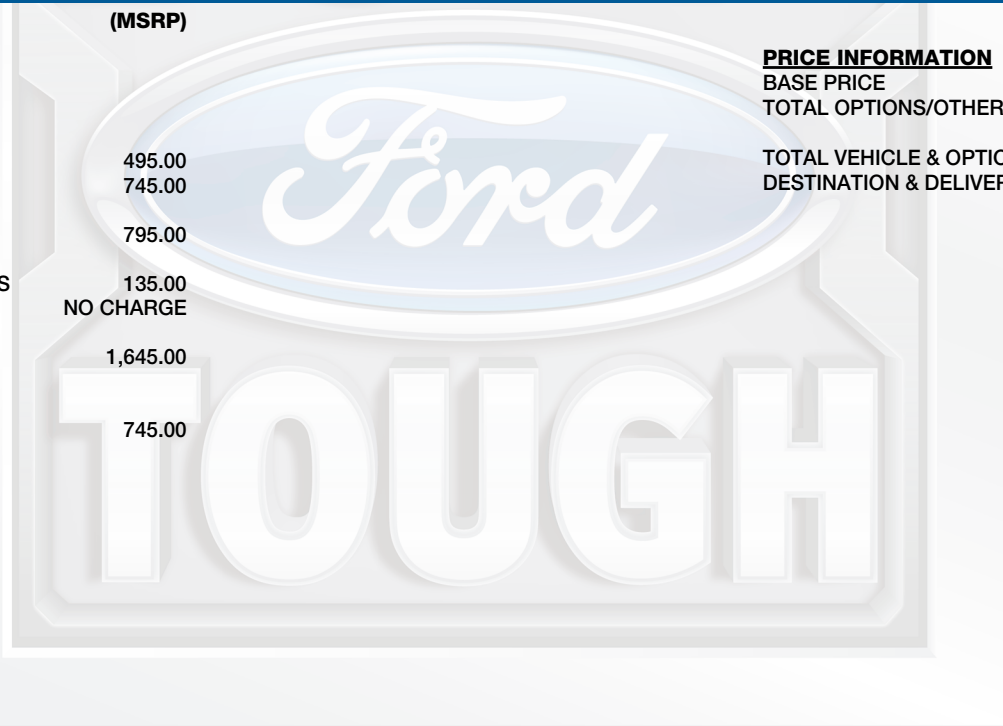 (MSRP)
495.00
745.00
795.00
S 135.00
NO CHARGE
1,645.00
745.00
PRICE INFORMATION
BASE PRICE
TOTAL OPTIONS/OTHER
TOTAL VEHICLE & OPTIO
DESTINATION & DELIVER
Ford
TOUGH